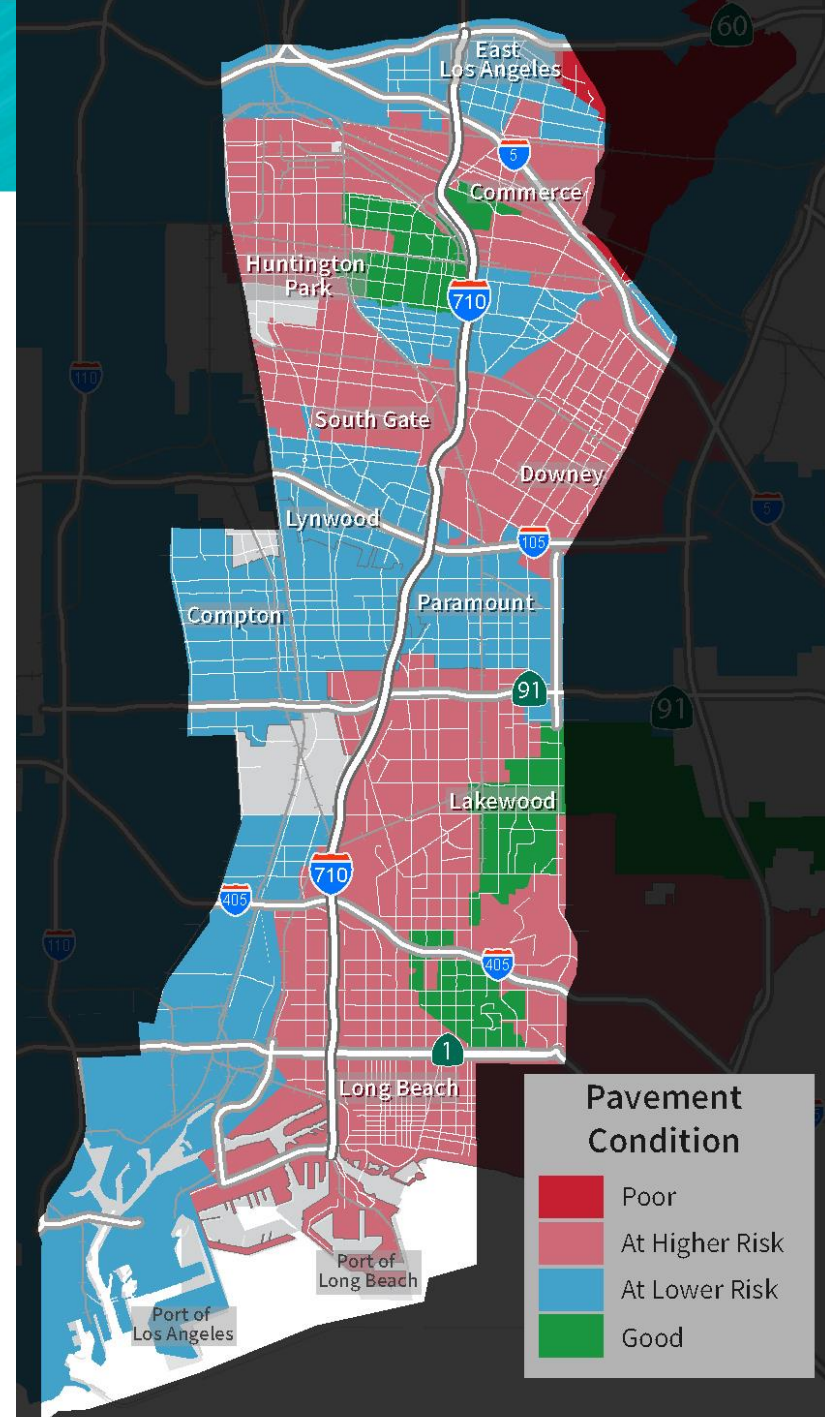 60
East
Los Angeles
5
Commerce
Huntington
Park
710
110
South Gate
Downey
5
Lynwood
105
Compton
Paramount
91
91
Lakewood
710
405
110
405
1
Long Beach
Port of
Long Beach
Port of
Los Angeles
Pavement
Condition
Poor
At Higher Risk
At Lower Risk
Good